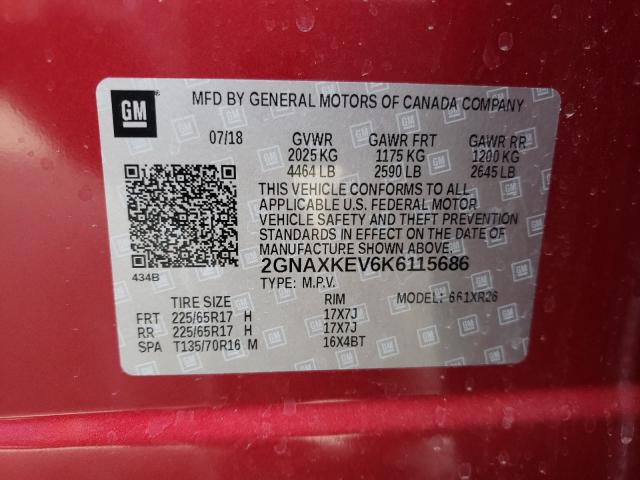 GM MFD BY GENERAL MOTORS OF CANADA COMPANY
07/18 GVWR GAWR FRT GAWR RR
2025 KG 1175 KG 1200 KG
4464 LB 2590 LB 2645 LB
THIS VEHICLE CONFORMS TO ALL
APPLICABLE U.S. FEDERAL MOTOR
VEHICLE SAFETY AND THEFT PREVENTION
STANDARDS IN EFFECT ON THE DATE OF
MANUFACTURE SHOWN ABOVE.
434B 2GNAXKEV6K6115686
TYPE: M.P.V. MODEL: 661XR26
TIRE SIZE RIM
FRT 225/65R17 H 17X7J
RR 225/65R17 H 17X7J
SPA T135/70R16 M 16X4BT